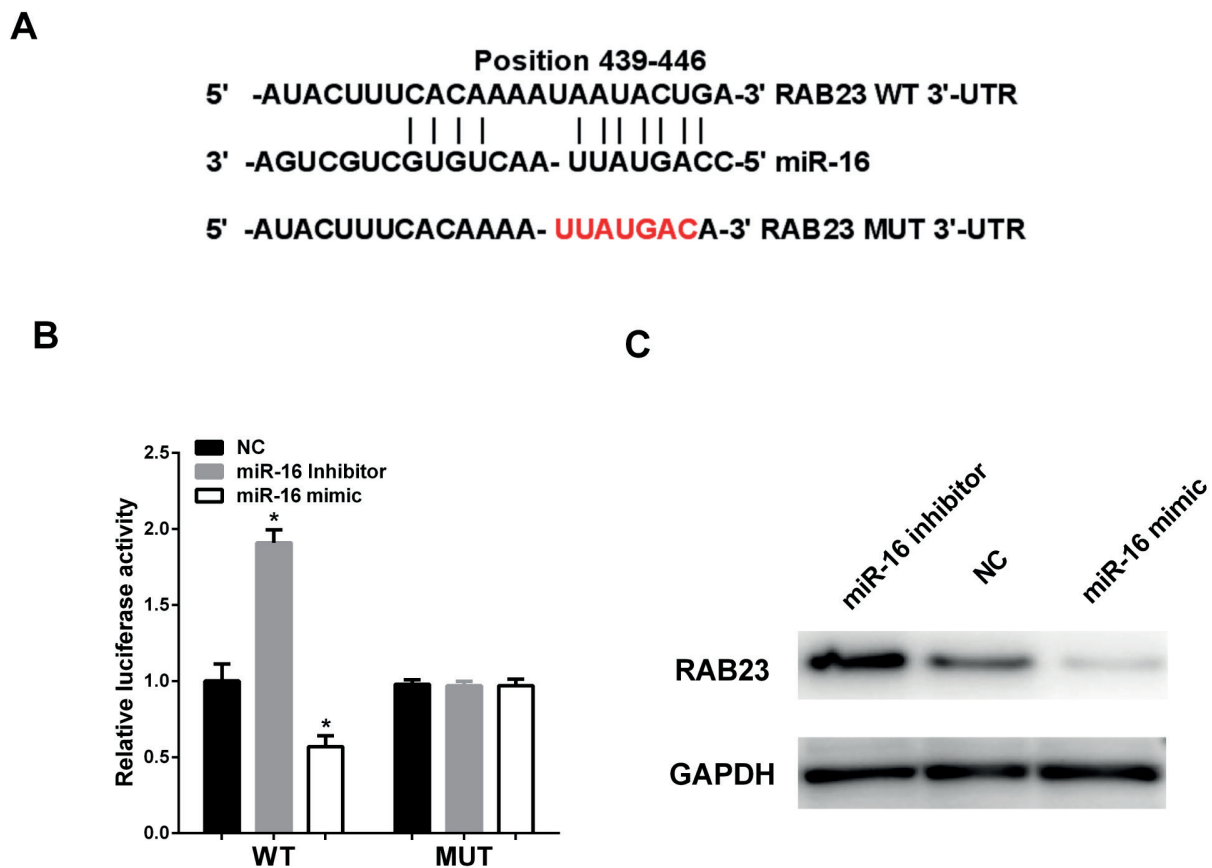 A
Position 439-446
5' -AUACUUUCACAAAAUAAUACUGA-3' RAB23 WT 3'-UTR
3' -AGUCGUCGUGUCAA- UUAUGACC-5' miR-16
5' -AUACUUUCACAAAA- UUAUGACA-3' RAB23 MUT 3'-UTR
B
C
NC
miR-16 Inhibitor
miR-16 mimic
Relative luciferase activity
2.5
2.0
1.5
1.0
0.5
0.0
*
*
WT
MUT
miR-16 inhibitor
NC
miR-16 mimic
RAB23
GAPDH